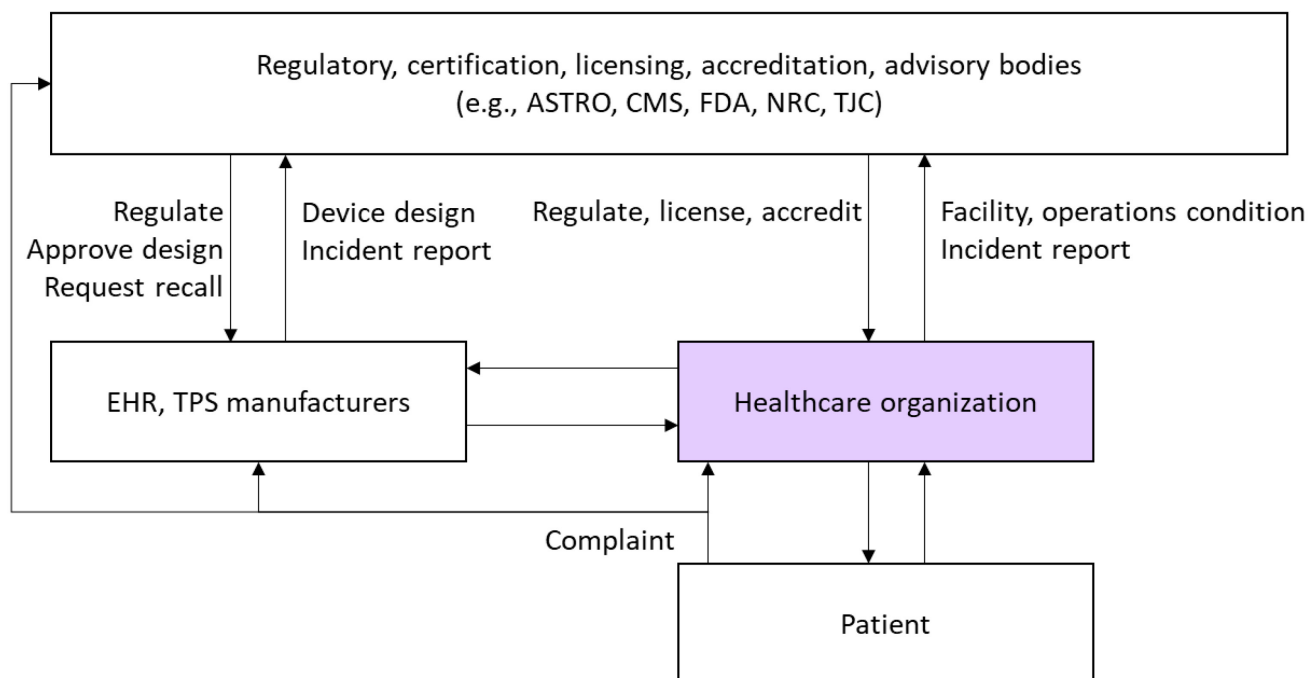 Regulatory, certification, licensing, accreditation, advisory bodies
(e.g., ASTRO, CMS, FDA, NRC, TJC)
Regulate
Approve design
Request recall
Device design
Incident report
Regulate, license, accredit
Facility, operations condition
Incident report
EHR, TPS manufacturers
Healthcare organization
Complaint
Patient